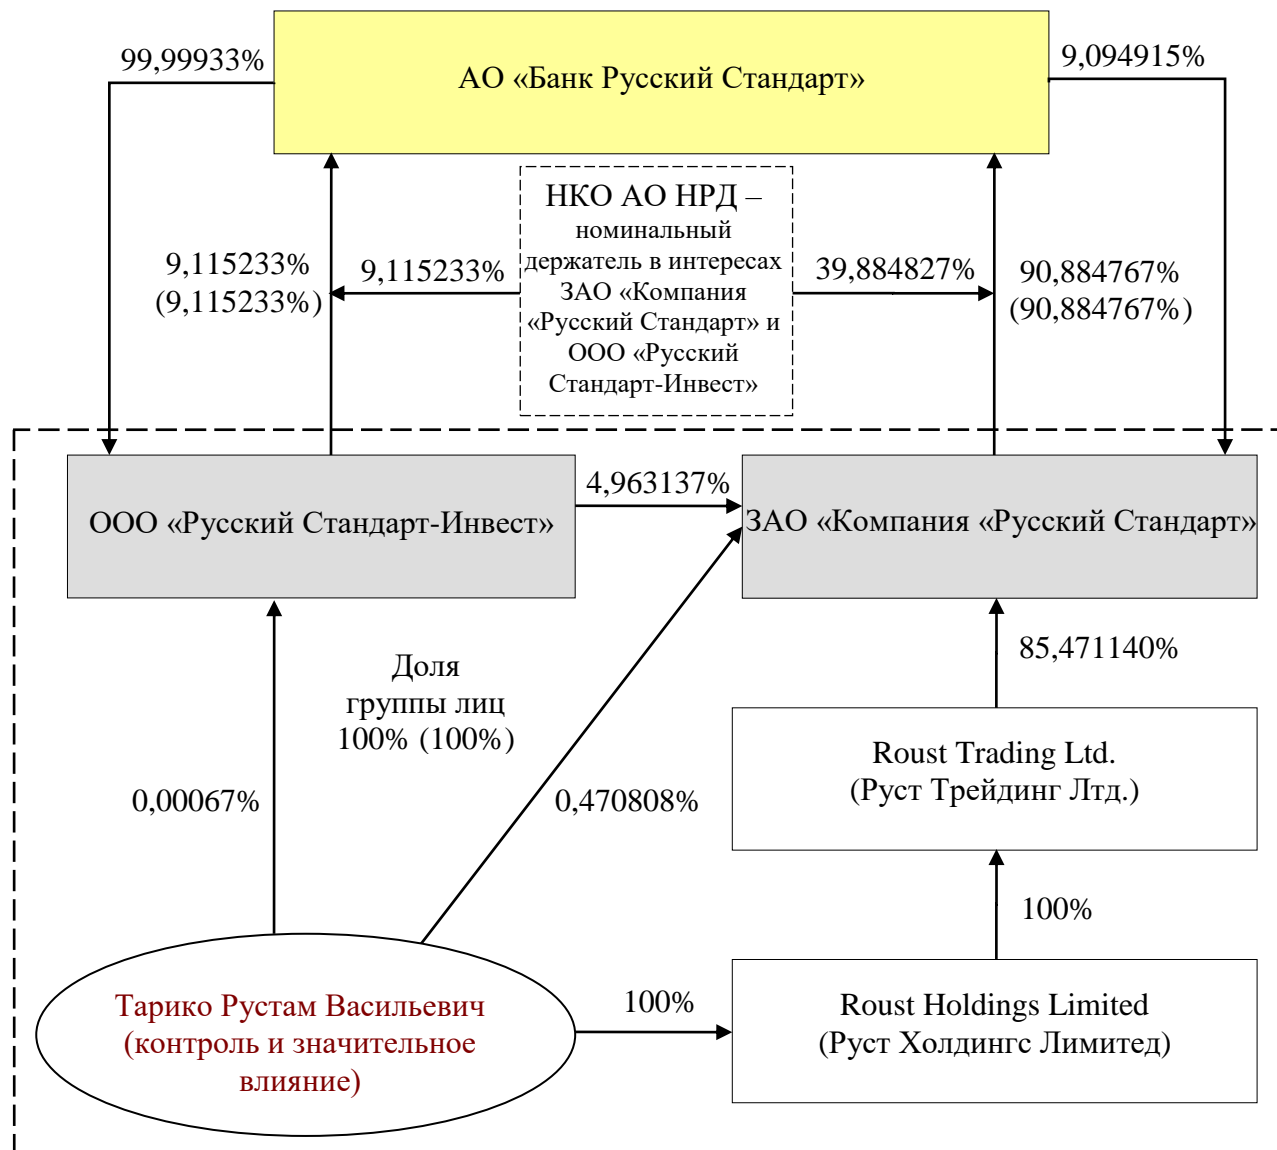 99,99933%
АО «Банк Русский Стандарт»
9,094915%
НКО АО НРД –
номинальный
держатель в интересах
ЗАО «Компания
«Русский Стандарт» и
ООО «Русский
Стандарт-Инвест»
9,115233%
(9,115233%)
9,115233%
39,884827%
90,884767%
(90,884767%)
ООО «Русский Стандарт-Инвест»
4,963137%
ЗАО «Компания «Русский Стандарт»
Доля
группы лиц
100% (100%)
85,471140%
0,00067%
0,470808%
Roust Trading Ltd.
(Руст Трейдинг Лтд.)
100%
Тарико Рустам Васильевич
(контроль и значительное
влияние)
100%
Roust Holdings Limited
(Руст Холдингс Лимитед)